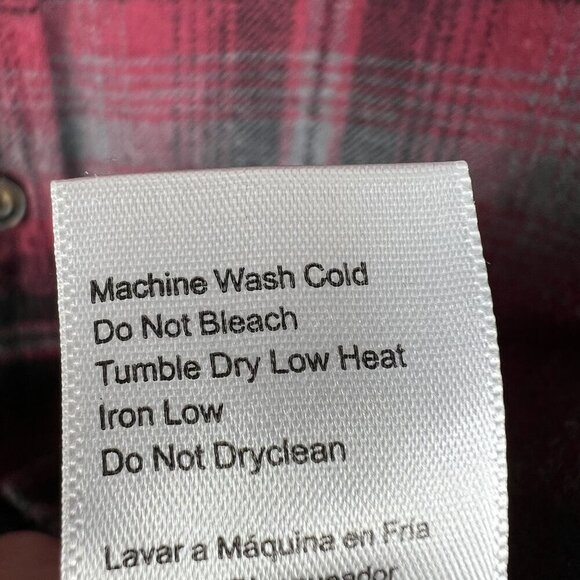 Machine Wash Cold
Do Not Bleach
Tumble Dry Low Heat
Iron Low
Do Not Dryclean
Lavar a Máquina en Fria